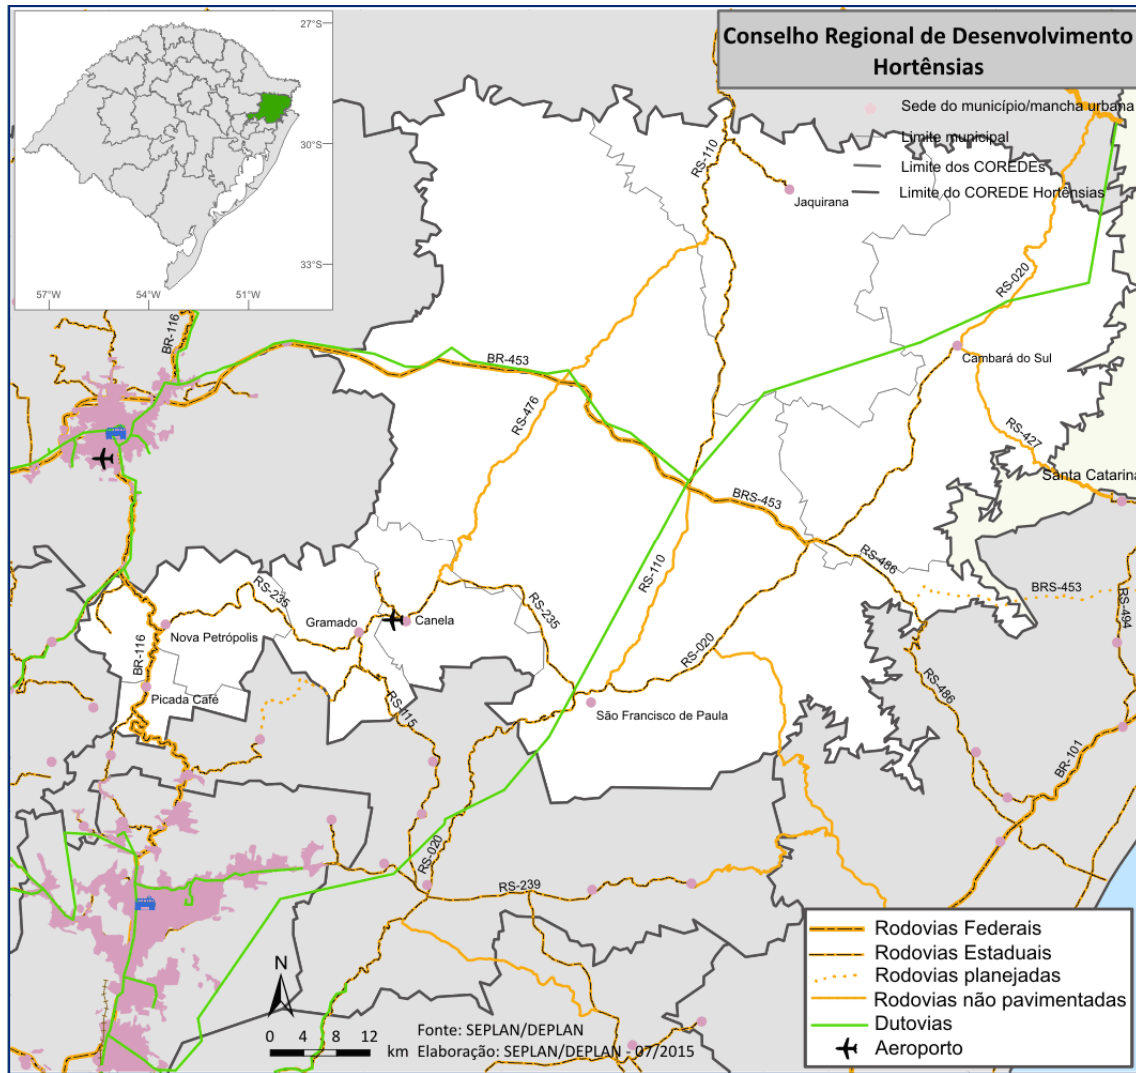 Conselho Regional de Desenvolvimento
Hortênsias
27°S
30°S
33°S
57°W
54°W
51°W
Sede do município/mancha urbana
Limite municipal
Limite dos COREDEs
Limite do COREDE Hortênsias
RS-110
Jaquirana
RS-020
BR-116
BR-453
Cambará do Sul
RS-476
RS-427
Santa Catarina
BRS-453
RS-486
RS-110
BRS-453
RS-494
RS-235
RS-235
Gramado
Canela
Nova Petrópolis
RS-020
BR-116
Picada Café
RS-115
São Francisco de Paula
RS-486
BR-101
RS-020
RS-239
Rodovias Federais
Rodovias Estaduais
Rodovias planejadas
Rodovias não pavimentadas
Dutovias
Aeroporto
N
0 4 8 12
km
Fonte: SEPLAN/DEPLAN
Elaboração: SEPLAN/DEPLAN - 07/2015